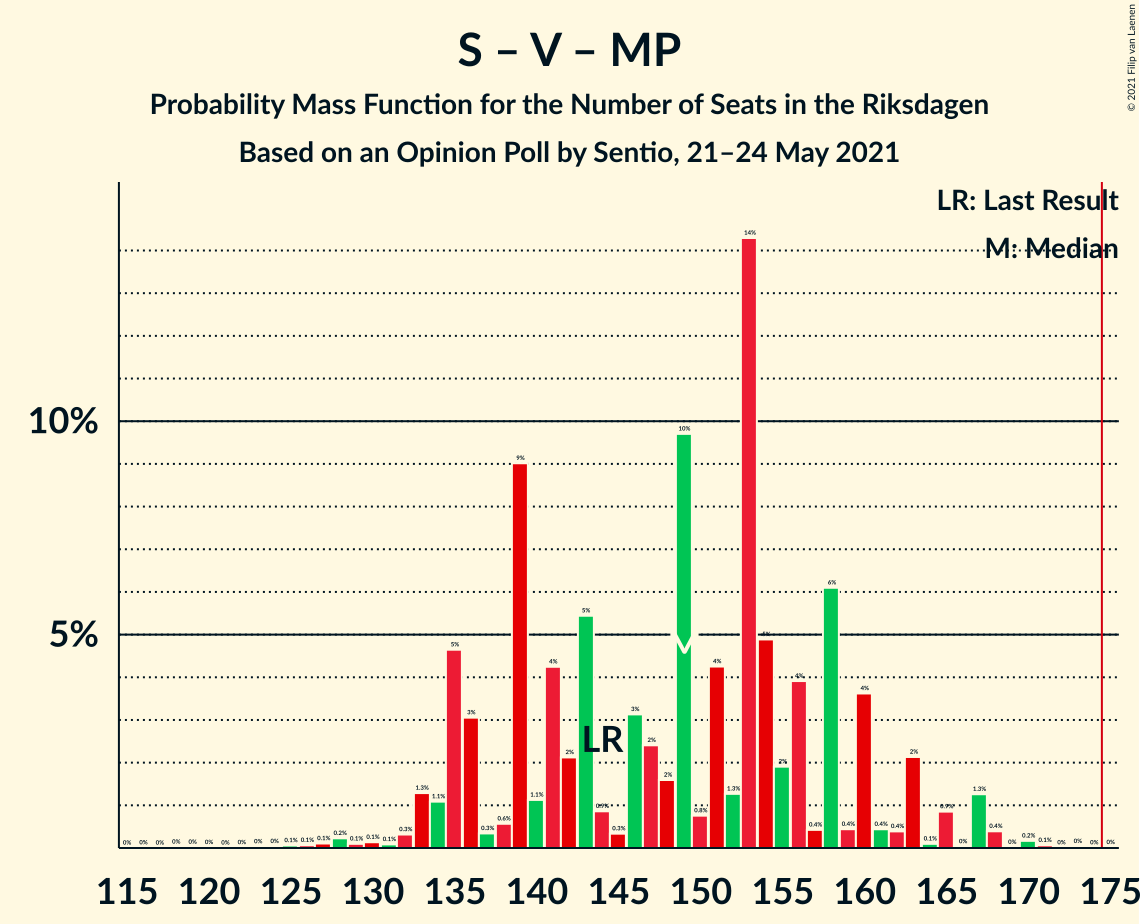 S – V – MP
Probability Mass Function for the Number of Seats in the Riksdagen
Based on an Opinion Poll by Sentio, 21–24 May 2021
© 2021 Filip van Laenen
LR: Last Result
M: Median
10%
5%
0% 0% 0% 0% 0% 0% 0% 0% 0% 0% 0.1% 0.1% 0.1% 0.2% 0.1% 0.1% 0.1% 0.3% 1.3% 1.1% 5% 3% 0.3% 0.6% 9% 1.1% 4% 2% 5% 0.9% 0.3% 3% 2% 2% 10% 0.8% 4% 1.3% 14% 5% 2% 4% 0.4% 6% 0.4% 4% 0.4% 0.4% 2% 0.1% 0.9% 0% 1.3% 0.4% 0% 0.2% 0.1% 0% 0% 0% 0%
LR
115 120 125 130 135 140 145 150 155 160 165 170 175